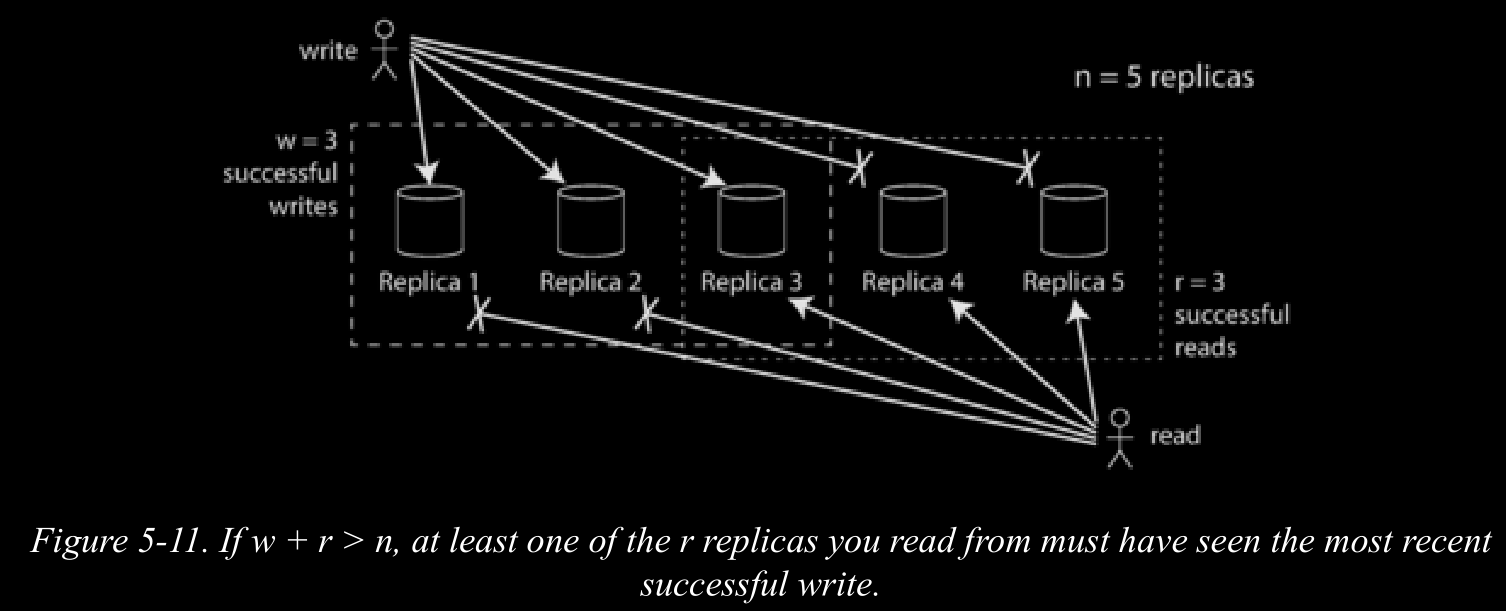 write
n = 5 replicas
w = 3
successful
writes
Replica 1
Replica 2
Replica 3
Replica 4
Replica 5
r = 3
successful
reads
read
Figure 5-11. If w + r > n, at least one of the r replicas you read from must have seen the most recent
successful write.